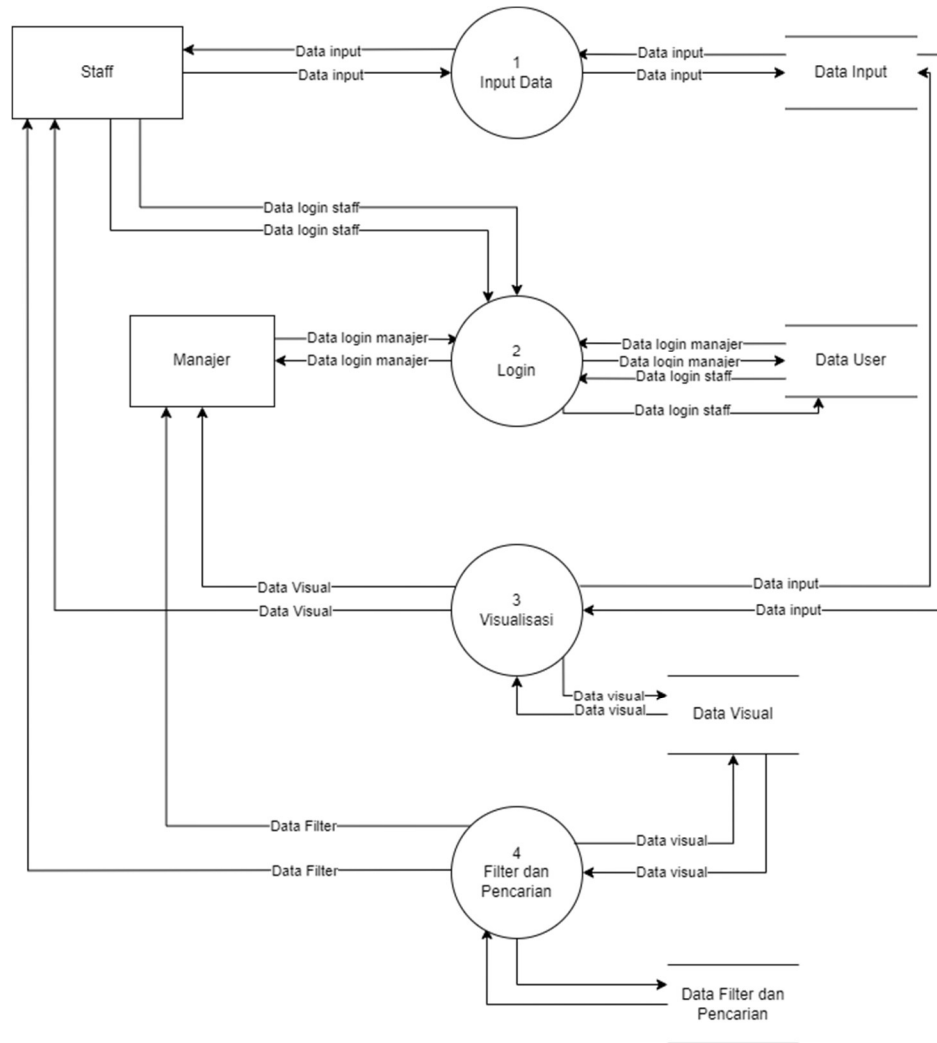 Staff
Data input
Data input
1
Input Data
Data input
Data input
Data Input
Data login staff
Data login staff
Manajer
Data login manajer
Data login manajer
2
Login
Data login manajer
Data login manajer
Data login staff
Data login staff
Data User
Data Visual
Data Visual
3
Visualisasi
Data input
Data input
Data visual
Data visual
Data Visual
Data Filter
Data Filter
4
Filter dan
Pencarian
Data visual
Data visual
Data Filter dan
Pencarian